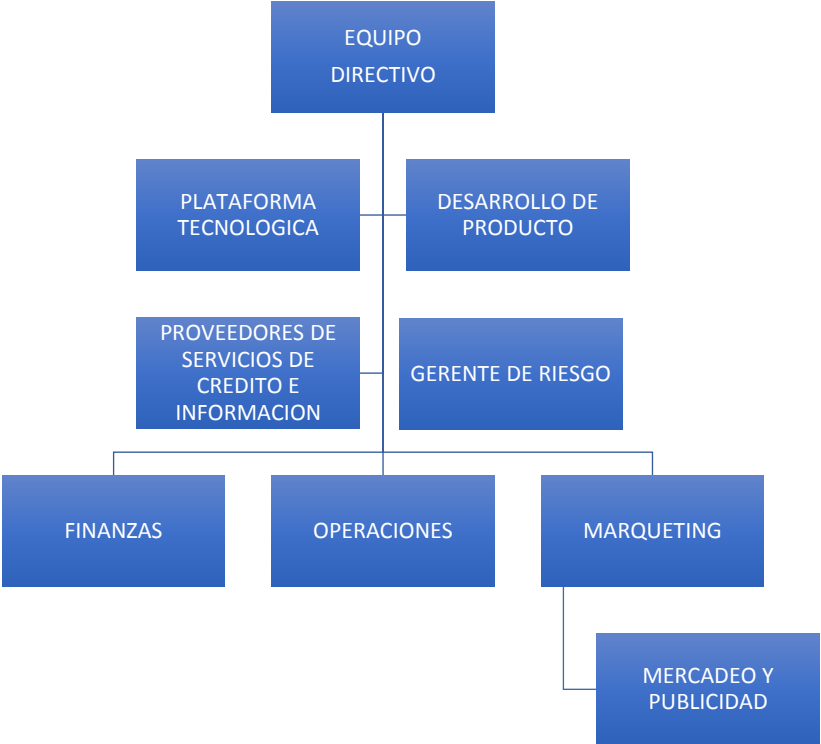 EQUIPO
DIRECTIVO
PLATAFORMA
TECNOLOGICA
DESARROLLO DE
PRODUCTO
PROVEEDORES DE
SERVICIOS DE
CREDITO E
INFORMACION
GERENTE DE RIESGO
FINANZAS
OPERACIONES
MARQUETING
MERCADEO Y
PUBLICIDAD